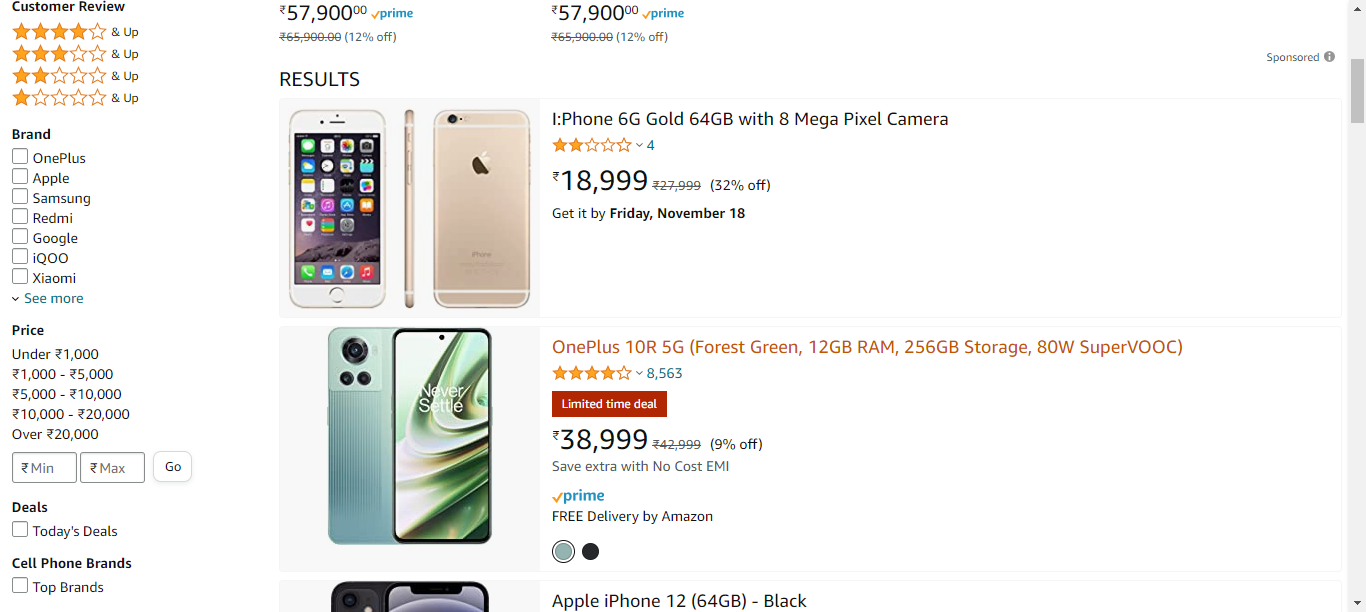 Customer Review
& Up
& Up
& Up
& Up
Brand
OnePlus
Apple
Samsung
Redmi
Google
iQOO
Xiaomi
See more
Price
Under ₹1,000
₹1,000 - ₹5,000
₹5,000 - ₹10,000
₹10,000 - ₹20,000
Over ₹20,000
₹ Min ₹ Max Go
Deals
Today's Deals
Cell Phone Brands
Top Brands
₹57,900⁰⁰ prime
₹65,900.00 (12% off)
₹57,900⁰⁰ prime
₹65,900.00 (12% off)
Sponsored
RESULTS
iPhone
I:Phone 6G Gold 64GB with 8 Mega Pixel Camera
4
₹18,999 ₹27,999 (32% off)
Get it by Friday, November 18
Never
Settle
OnePlus 10R 5G (Forest Green, 12GB RAM, 256GB Storage, 80W SuperVOOC)
8,563
Limited time deal
₹38,999 ₹42,999 (9% off)
Save extra with No Cost EMI
prime
FREE Delivery by Amazon
Apple iPhone 12 (64GB) - Black